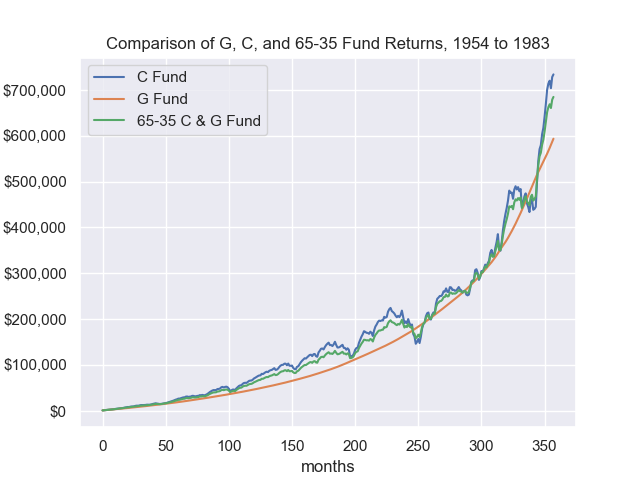 Comparison of G, C, and 65-35 Fund Returns, 1954 to 1983
C Fund
G Fund
65-35 C & G Fund
$700,000
$600,000
$500,000
$400,000
$300,000
$200,000
$100,000
$0
0 50 100 150 200 250 300 350
months